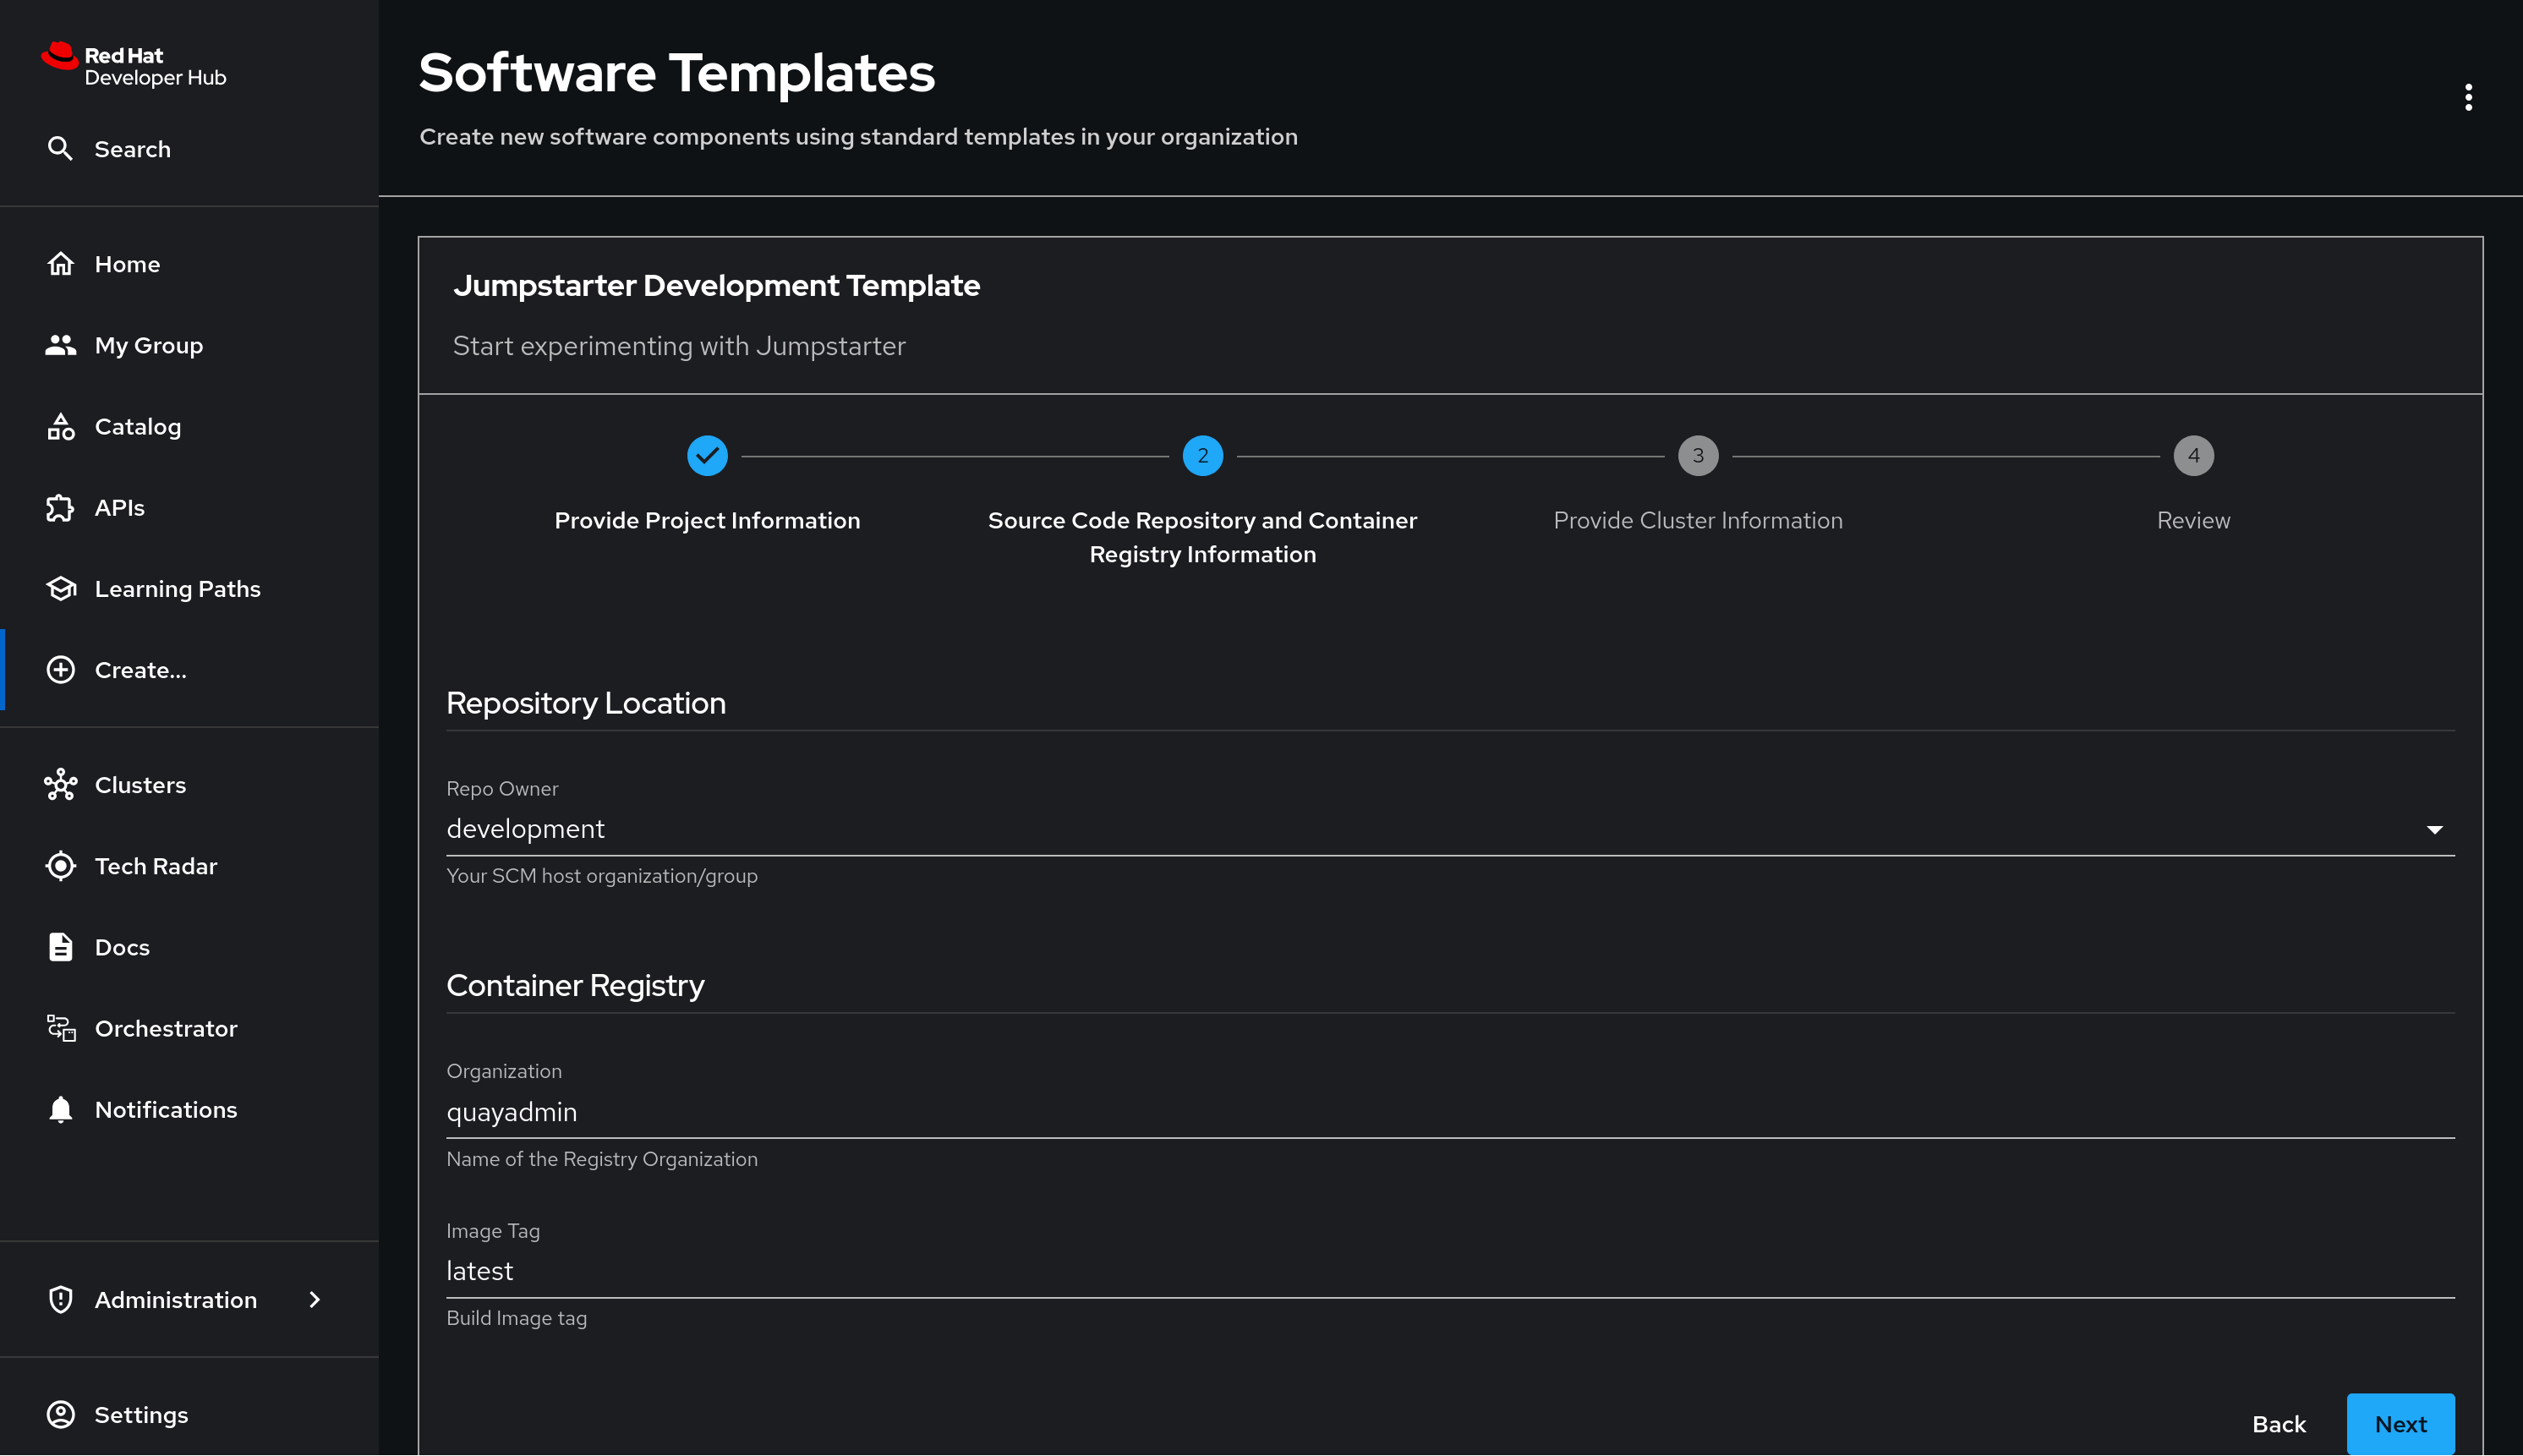 Red Hat
Developer Hub
Search
Home
My Group
Catalog
APIs
Learning Paths
Create...
Clusters
Tech Radar
Docs
Orchestrator
Notifications
Administration
Settings
Software Templates
Create new software components using standard templates in your organization
Jumpstarter Development Template
Start experimenting with Jumpstarter
2
3
4
Provide Project Information
Source Code Repository and Container
Registry Information
Provide Cluster Information
Review
Repository Location
Repo Owner
development
Your SCM host organization/group
Container Registry
Organization
quayadmin
Name of the Registry Organization
Image Tag
latest
Build Image tag
Back
Next